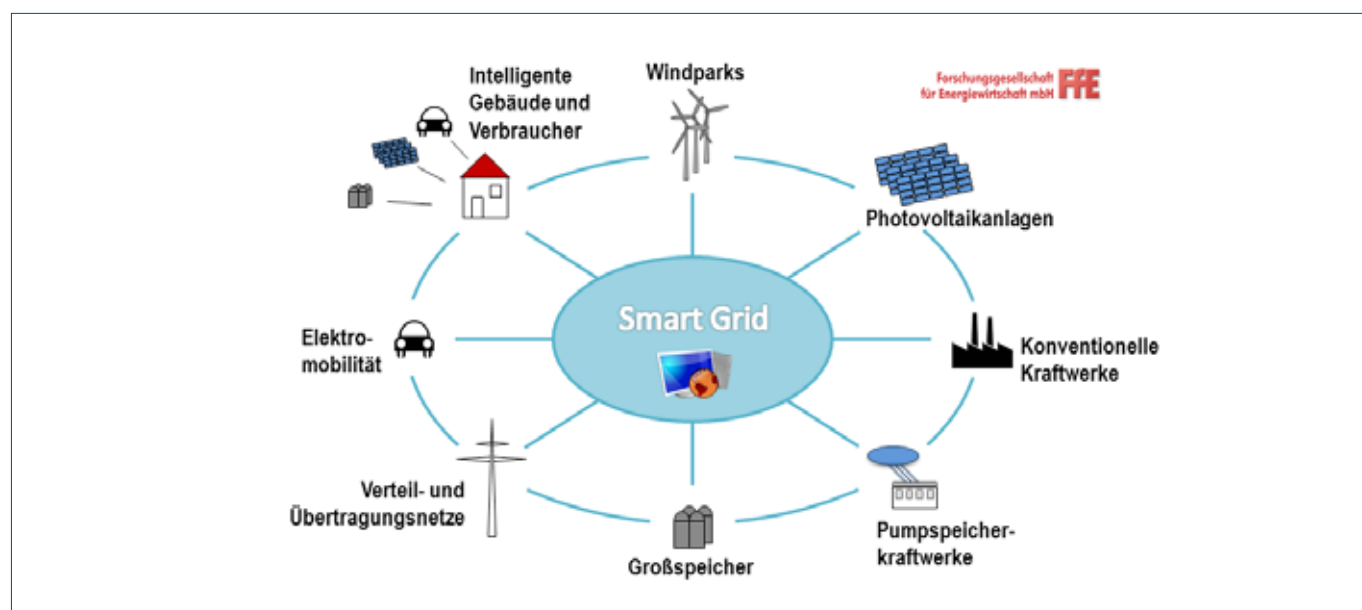 Windparks
Forschungsgesellschaft
für Energiewirtschaft mbH
FfE
Intelligente
Gebäude und
Verbraucher
Photovoltaikanlagen
Smart Grid
Elektro-
mobilität
Konventionelle
Kraftwerke
Verteil- und
Übertragungsnetze
Großspeicher
Pumpspeicher-
kraftwerke